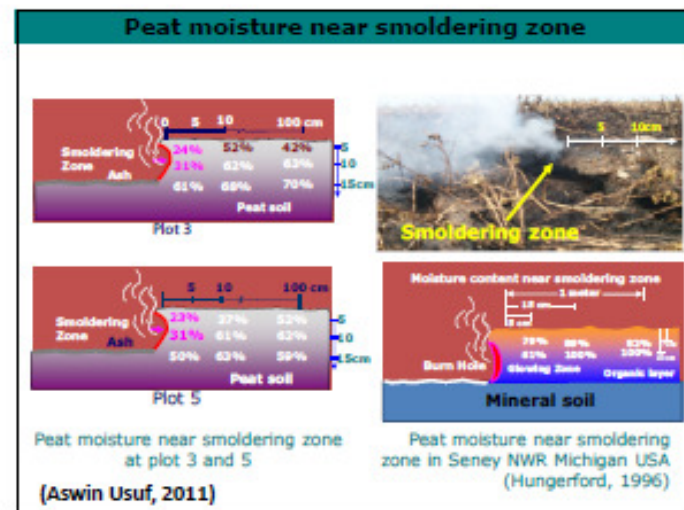 Peat moisture near smoldering zone
0 5 10 100 cm
Smoldering
Zone
Ash
24% 52% 42%
31% 62% 63%
61% 68% 70%
5
10
15cm
Peat soil
Plot 3
5 10cm
Smoldering zone
5 10 100 cm
Smoldering
Zone
Ash
23% 37% 52%
31% 61% 62%
50% 62% 59%
5
10
15cm
Peat soil
Plot 5
Moisture content near smoldering zone
1 meter
Burn Hole
100%
100%
Glowing Zone
Organic layer
Mineral soil
Peat moisture near smoldering zone
at plot 3 and 5
(Aswin Usuf, 2011)
Peat moisture near smoldering
zone in Seney NWR Michigan USA
(Hungerford, 1996)